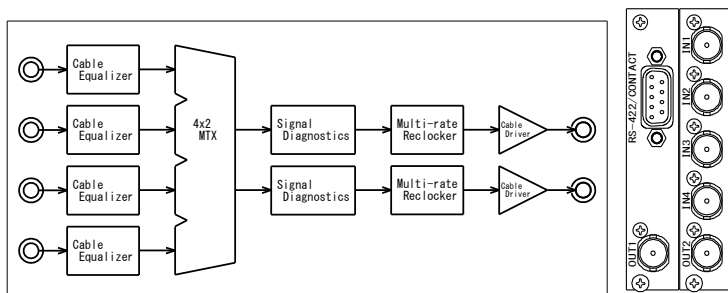 Cable
Equalizer
Cable
Equalizer
Cable
Equalizer
Cable
Equalizer
4x2
MTX
Signal
Diagnostics
Multi-rate
Reclocker
Cable
Driver
Signal
Diagnostics
Multi-rate
Reclocker
Cable
Driver
RS-422/CONTACT
OUT1
IN1
IN2
IN3
IN4
OUT2